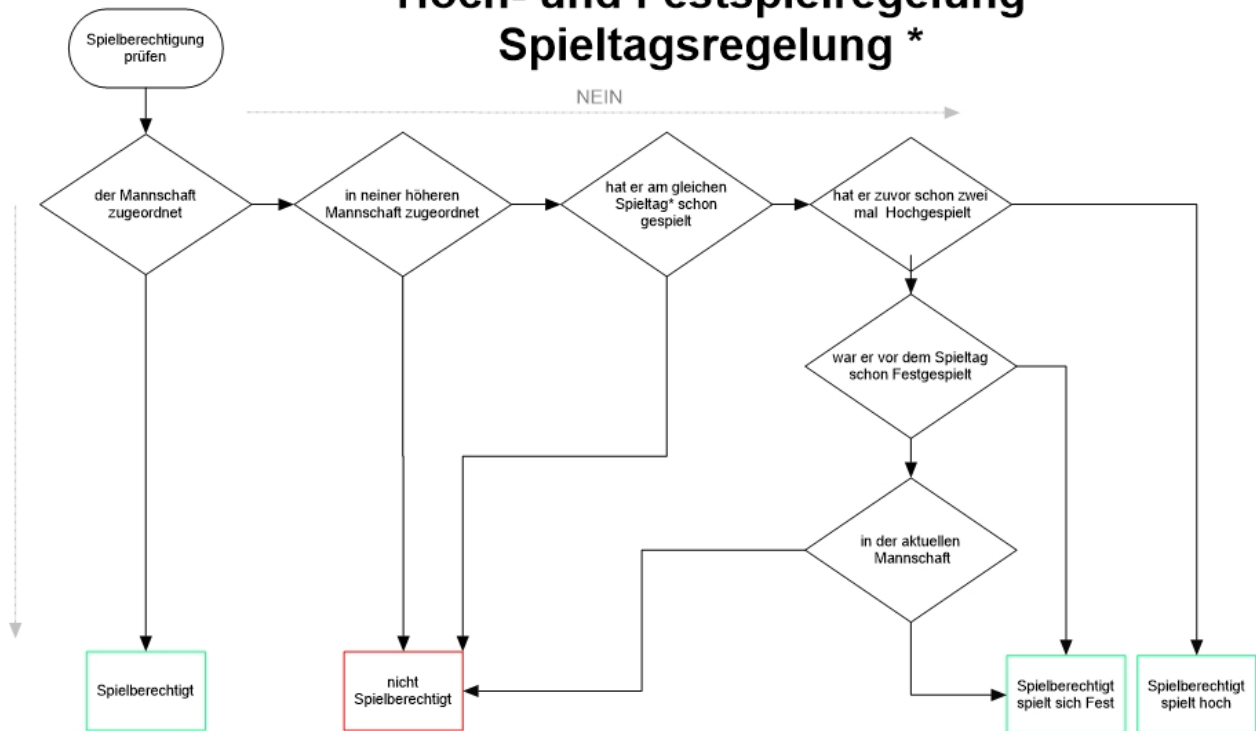 Hoch- und Festspielregelung
Spieltagsregelung *
Spielberechtigung
prüfen
NEIN
der Mannschaft
zugeordnet
in neiner höheren
Mannschaft zugeordnet
hat er am gleichen
Spieltag* schon
gespielt
hat er zuvor schon zwei
mal Hochgespielt
war er vor dem Spieltag
schon Festgespielt
in der aktuellen
Mannschaft
Spielberechtigt
nicht
Spielberechtigt
Spielberechtigt
spielt sich Fest
Spielberechtigt
spielt hoch